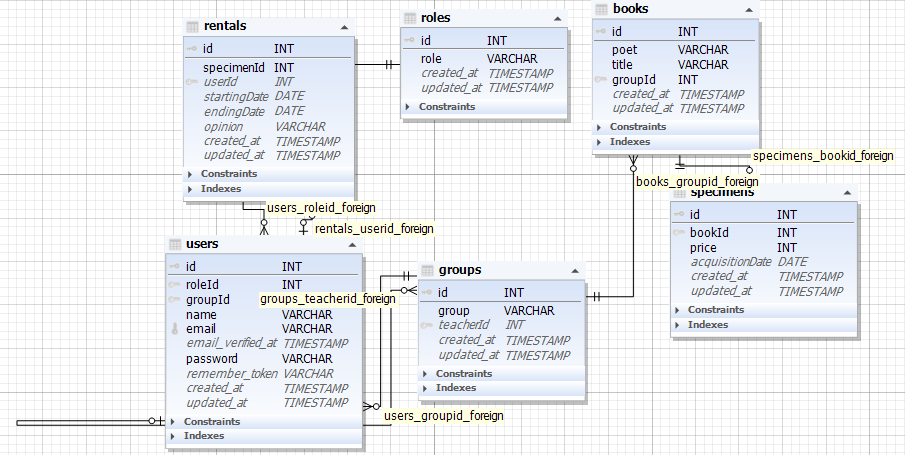 rentals
id INT
specimenId INT
userId INT
startingDate DATE
endingDate DATE
opinion VARCHAR
created_at TIMESTAMP
updated_at TIMESTAMP
Constraints
Indexes
roles
id INT
role VARCHAR
created_at TIMESTAMP
updated_at TIMESTAMP
Constraints
books
id INT
poet VARCHAR
title VARCHAR
groupId INT
created_at TIMESTAMP
updated_at TIMESTAMP
Constraints
Indexes
specimens_bookid_foreign
books_groupid_foreign
specimens
id INT
bookId INT
price INT
acquisitionDate DATE
created_at TIMESTAMP
updated_at TIMESTAMP
Constraints
Indexes
users_roleid_foreign
rentals_userid_foreign
users
id INT
roleId INT
groupId
groups_teacherid_foreign
name VARCHAR
email VARCHAR
email_verified_at TIMESTAMP
password VARCHAR
remember_token VARCHAR
created_at TIMESTAMP
updated_at TIMESTAMP
Constraints
Indexes
groups
id INT
group VARCHAR
teacherId INT
created_at TIMESTAMP
updated_at TIMESTAMP
Constraints
Indexes
users_groupid_foreign